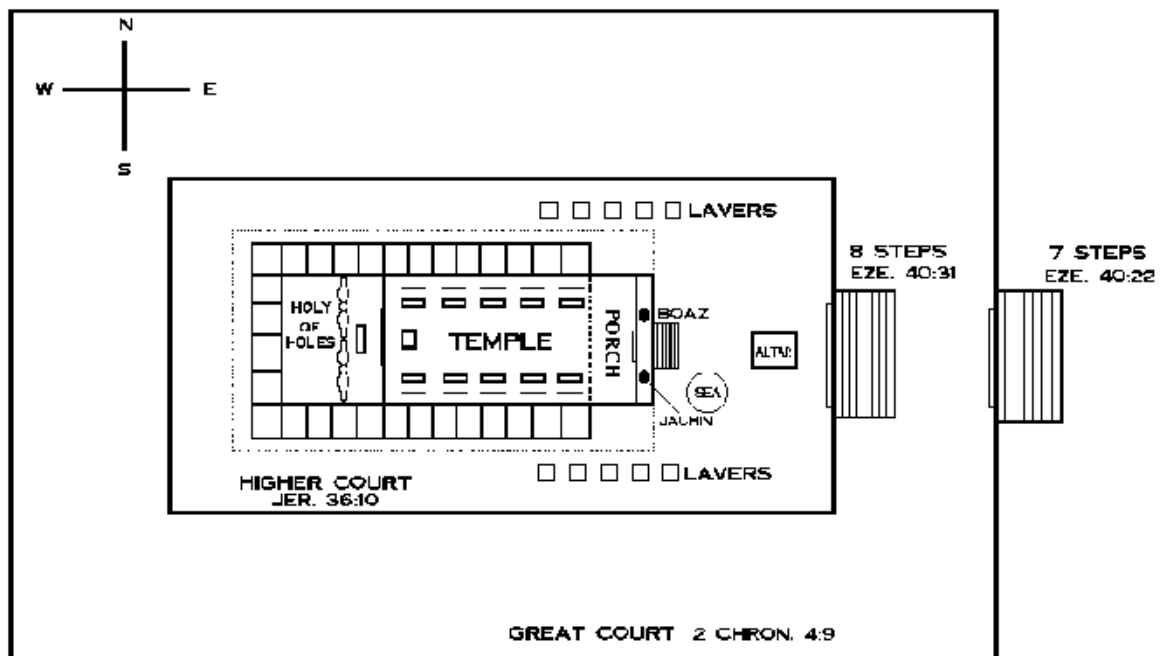 N
W E
S
LAVERS
8 STEPS
EZE. 40:31
7 STEPS
EZE. 40:22
HOLY
OF
HOLES
TEMPLE
PORCH
BOAZ
ALTAR
SEA
JACHIN
LAVERS
HIGHER COURT
JER. 36:10
GREAT COURT 2 CHRON. 4:9